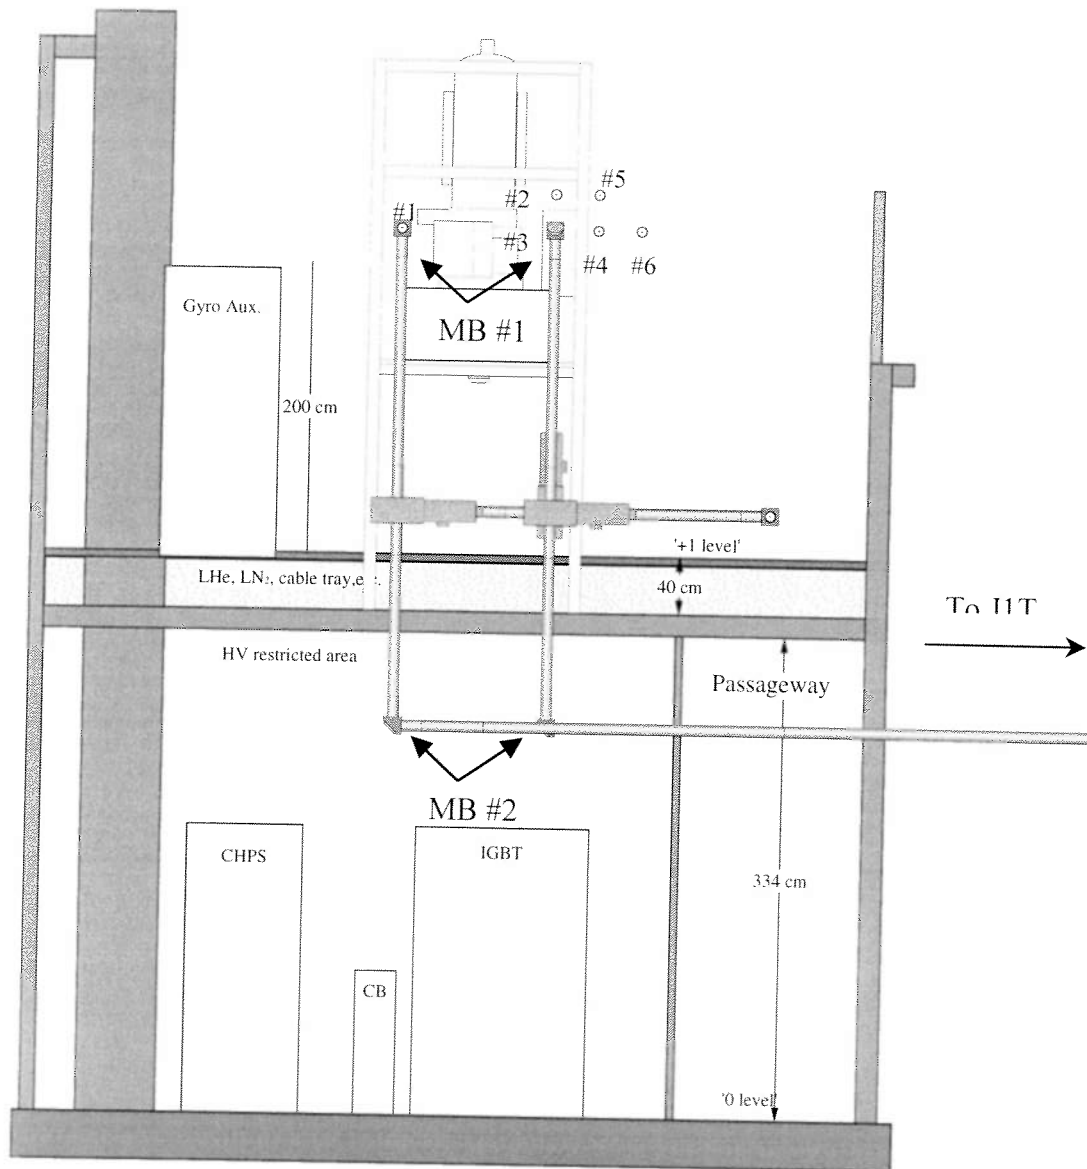 #5
#2
#1
#3
#4
#6
Gyro Aux.
MB #1
200 cm
'+1 level'
LHe, LN₂, cable tray,etc.
40 cm
HV restricted area
Passageway
MB #2
CHPS
IGBT
334 cm
CB
'0 level'